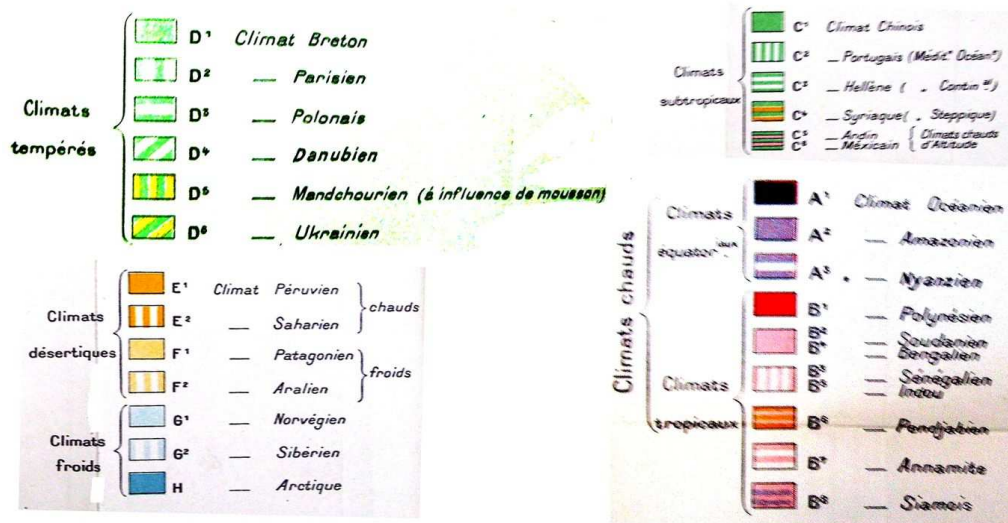 Climats tempérés
D¹ Climat Breton
D² — Parisien
D³ — Polonais
D⁴ — Danubien
D⁵ — Mandchourien (à influence de mousson)
D⁶ — Ukrainien
Climats désertiques
E¹ Climat Péruvien
E² — Saharien
chauds
F¹ — Patagonien
F² — Aralien
froids
Climats froids
G¹ — Norvégien
G² — Sibérien
H — Arctique
Climats subtropicaux
C¹ Climat Chinois
C² — Portugais (Méditⁿ Océanⁿ)
C³ — Hellène ( „ Contin ᵃˡ)
C⁴ — Syriaque ( „ Steppique)
C⁵ — Andin
C⁶ — Méxicain
Climats chauds d'Altitude
Climats chauds
Climats équatoriaux
A¹ Climat Océanien
A² — Amazonien
A³ — Nyanzien
Climats tropicaux
B¹ — Polynésien
B² — Soudanien
B⁴ — Bengalien
B³ — Sénégalien
B⁵ — Indou
B⁶ — Pendjabien
B⁷ — Annamite
B⁸ — Siamois